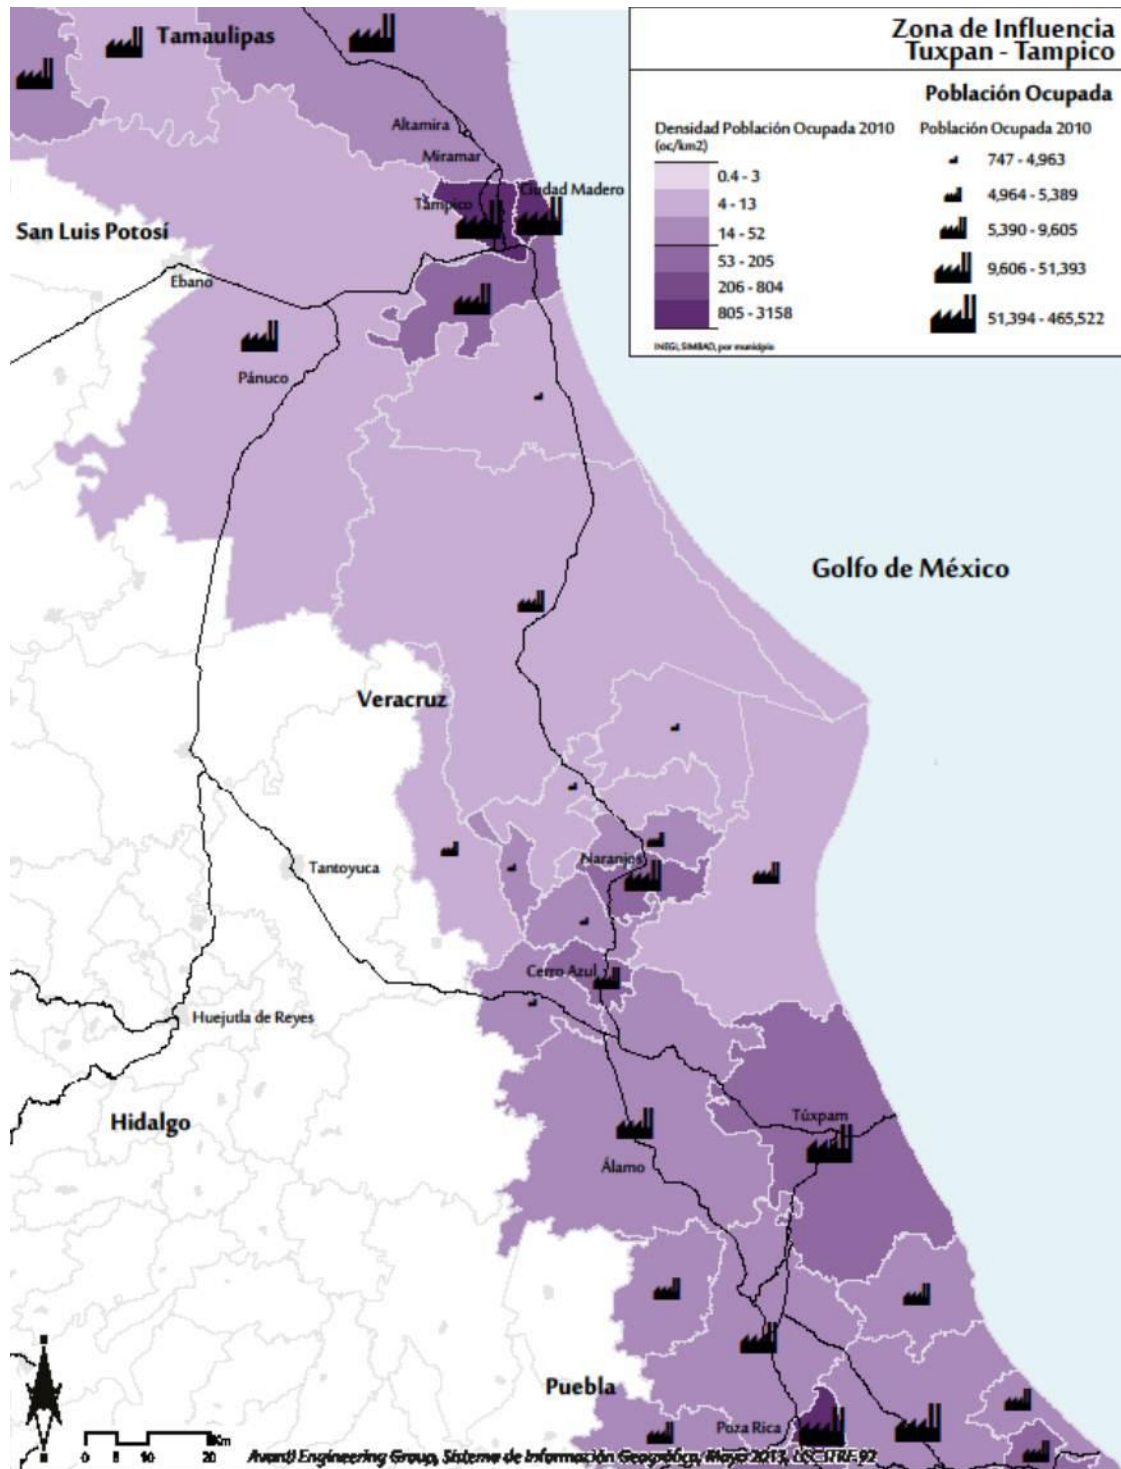 Zona de Influencia
Tuxpan - Tampico
Población Ocupada
Densidad Población Ocupada 2010
(oc/km2)
0.4 - 3
4 - 13
14 - 52
53 - 205
206 - 804
805 - 3158
INEGI, SIMBAD, por municipio
Población Ocupada 2010
747 - 4,963
4,964 - 5,389
5,390 - 9,605
9,606 - 51,393
51,394 - 465,522
Tamaulipas
Altamira
Miramar
Ciudad Madero
Tampico
San Luis Potosí
Ebano
Pánuco
Golfo de México
Veracruz
Naranjos
Tantoyuca
Cerro Azul
Huejutla de Reyes
Hidalgo
Túxpam
Álamo
Puebla
Poza Rica
Km
0 5 10 20
Avanti Engineering Group, Sistema de Información Geográfica, Mayo 2013, LCC ITRF 92